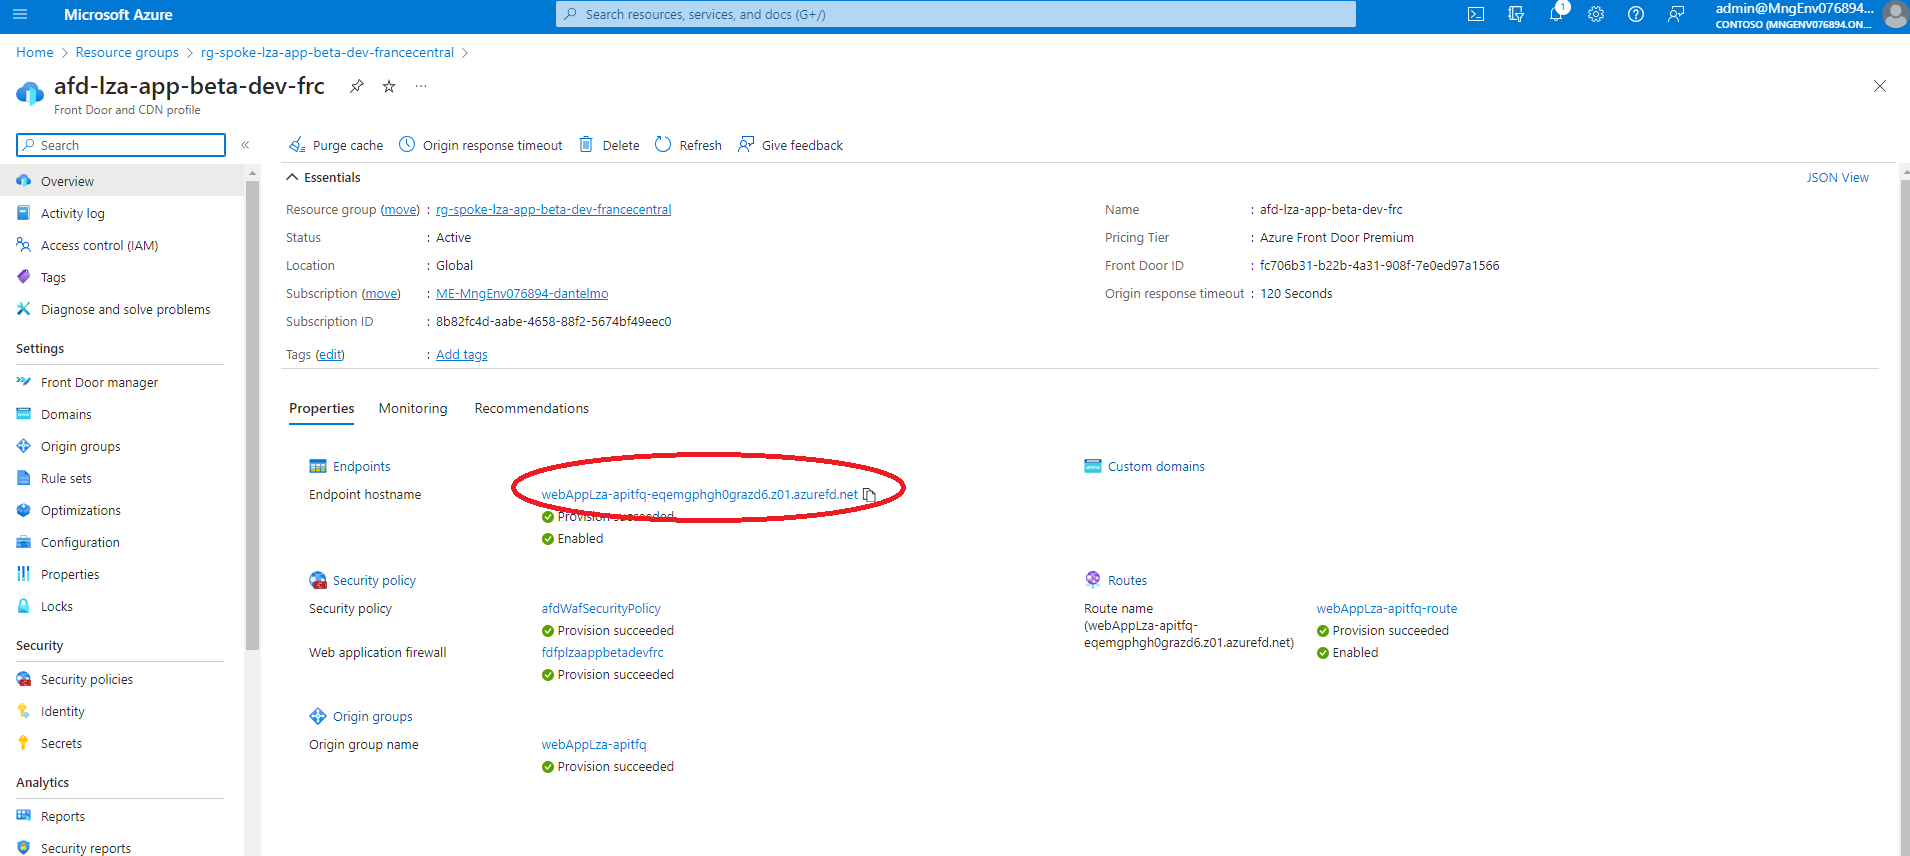 Microsoft Azure
Search resources, services, and docs (G+/)
1
admin@MngEnv076894...
CONTOSO (MNGENV076894.ON...
Home > Resource groups > rg-spoke-lza-app-beta-dev-francecentral >
afd-lza-app-beta-dev-frc
Front Door and CDN profile
Search
Purge cache Origin response timeout Delete Refresh Give feedback
Overview
Activity log
Access control (IAM)
Tags
Diagnose and solve problems
Settings
Front Door manager
Domains
Origin groups
Rule sets
Optimizations
Configuration
Properties
Locks
Security
Security policies
Identity
Secrets
Analytics
Reports
Security reports
Essentials
JSON View
Resource group (move) : rg-spoke-lza-app-beta-dev-francecentral
Status : Active
Location : Global
Subscription (move) : ME-MngEnv076894-dantelmo
Subscription ID : 8b82fc4d-aabe-4658-88f2-5674bf49eec0
Tags (edit) : Add tags
Name : afd-lza-app-beta-dev-frc
Pricing Tier : Azure Front Door Premium
Front Door ID : fc706b31-b22b-4a31-908f-7e0ed97a1566
Origin response timeout : 120 Seconds
Properties Monitoring Recommendations
Endpoints
Endpoint hostname
webAppLza-apitfq-eqemgphgh0grazd6.z01.azurefd.net
Provision succeeded
Enabled
Custom domains
Security policy
Security policy
afdWafSecurityPolicy
Provision succeeded
Web application firewall
fdfplzaappbetadevfrc
Provision succeeded
Routes
Route name
(webAppLza-apitfq-
eqemgphgh0grazd6.z01.azurefd.net)
webAppLza-apitfq-route
Provision succeeded
Enabled
Origin groups
Origin group name
webAppLza-apitfq
Provision succeeded